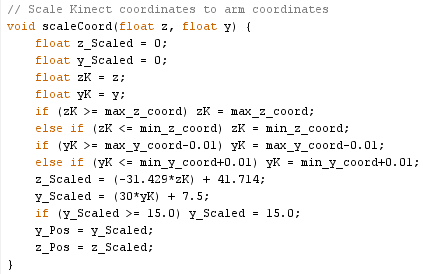 // Scale Kinect coordinates to arm coordinates
void scaleCoord(float z, float y) {
    float z_Scaled = 0;
    float y_Scaled = 0;
    float zK = z;
    float yK = y;
    if (zK >= max_z_coord) zK = max_z_coord;
    else if (zK <= min_z_coord) zK = min_z_coord;
    if (yK >= max_y_coord-0.01) yK = max_y_coord-0.01;
    else if (yK <= min_y_coord+0.01) yK = min_y_coord+0.01;
    z_Scaled = (-31.429*zK) + 41.714;
    y_Scaled = (30*yK) + 7.5;
    if (y_Scaled >= 15.0) y_Scaled = 15.0;
    y_Pos = y_Scaled;
    z_Pos = z_Scaled;
}